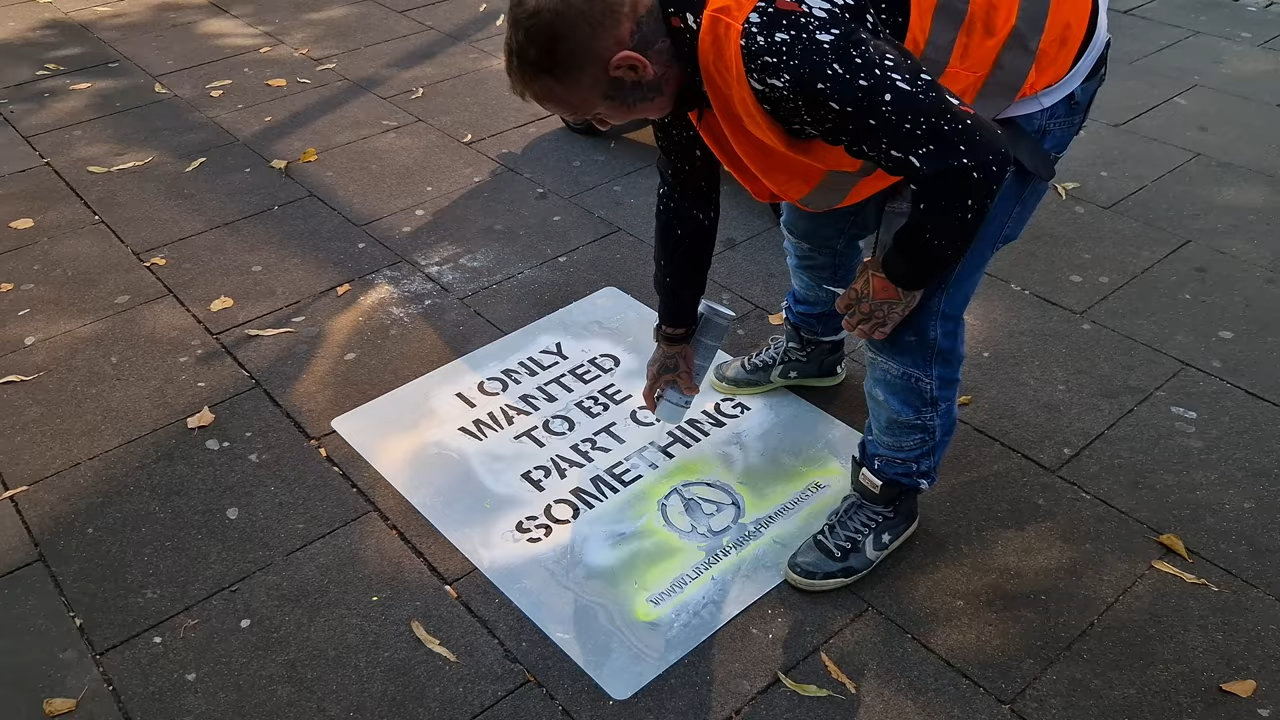 I ONLY
WANTED
TO BE
PART O
SOMETHING
WWW.LINKINPARK-HAMBURG.DE